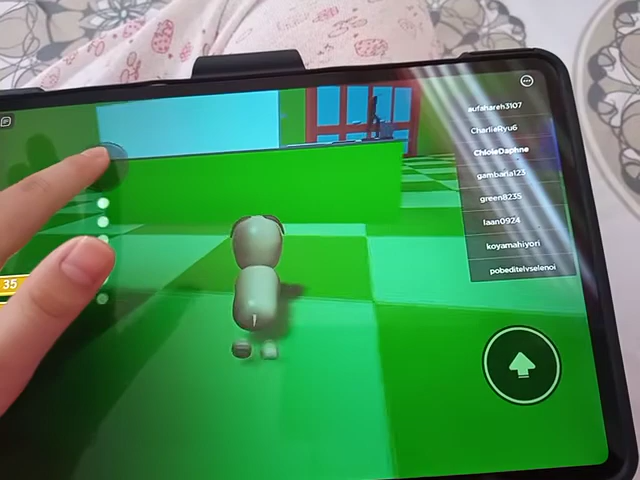 aufahareh3107
CharlieRyu6
ChloieDaphne
gambaria123
green8235
laan0924
koyamahiyori
pobeditelvselenoi
35